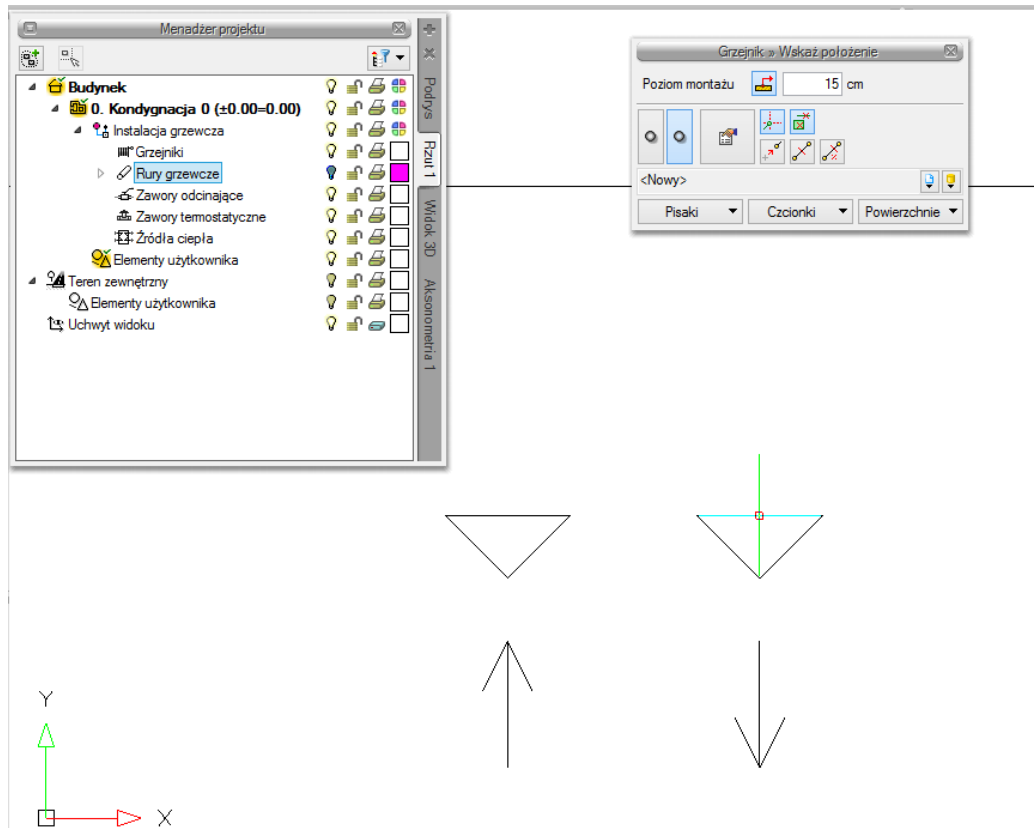 Menadżer projektu
Budynek
0. Kondygnacja 0 (±0.00=0.00)
Instalacja grzewcza
Grzejniki
Rury grzewcze
Zawory odcinające
Zawory termostatyczne
Źródła ciepła
Elementy użytkownika
Teren zewnętrzny
Elementy użytkownika
Uchwyt widoku
Podrys
Rzut 1
Widok 3D
Aksonometria 1
Grzejnik » Wskaż położenie
Poziom montażu 15 cm
<Nowy>
Pisaki Czcionki Powierzchnie
Y
X